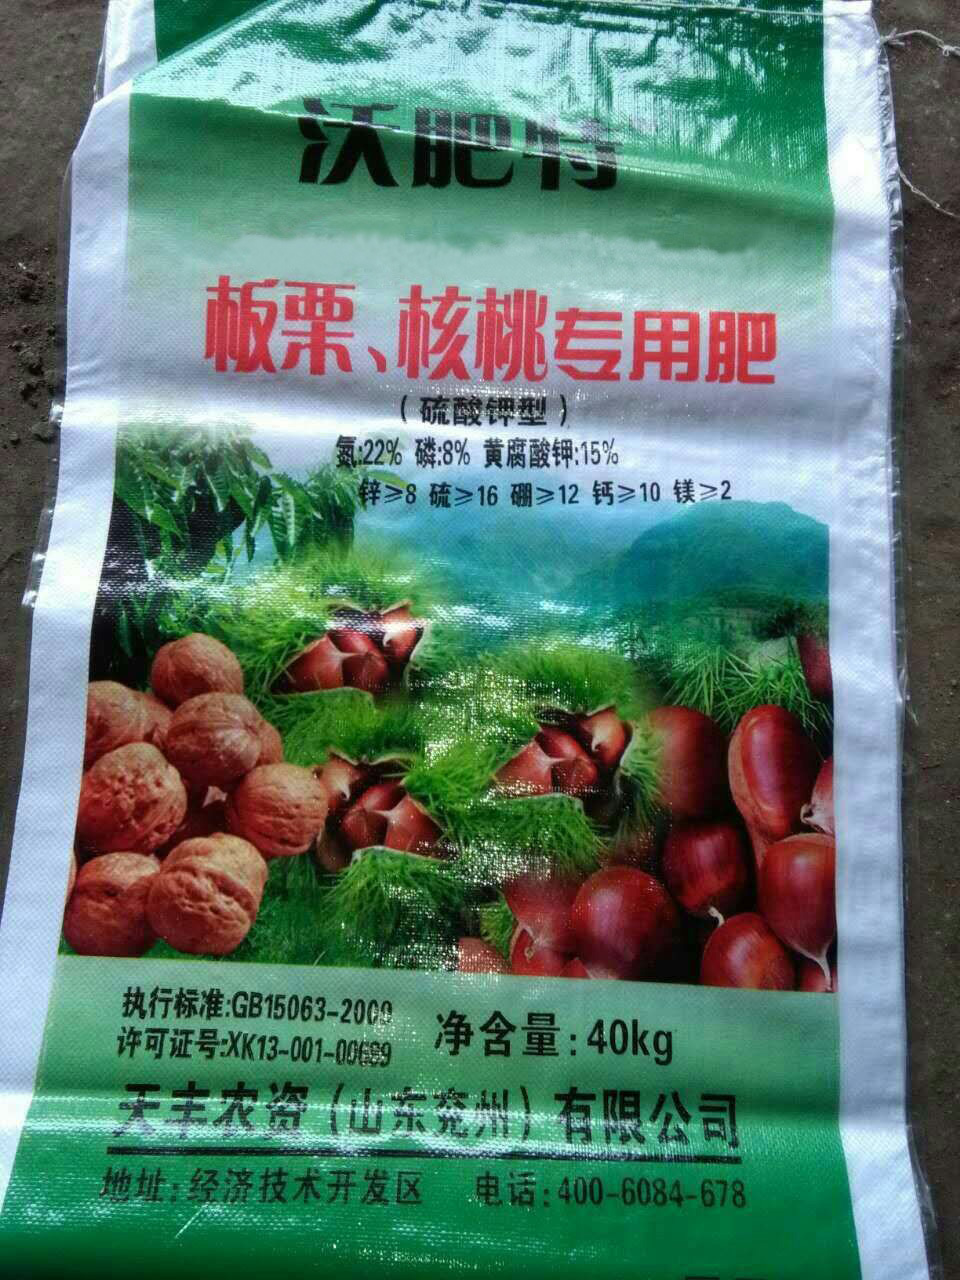 沃肥特
板栗、核桃专用肥
（硫酸钾型）
氮:22% 磷:8% 黄腐酸钾:15%
锌≥8 硫≥16 硼≥12 钙≥10 镁≥2
执行标准:GB15063-2009
许可证号:XK13-001-00689
净含量:40kg
天丰农资（山东兖州）有限公司
地址:经济技术开发区 电话:400-6084-678